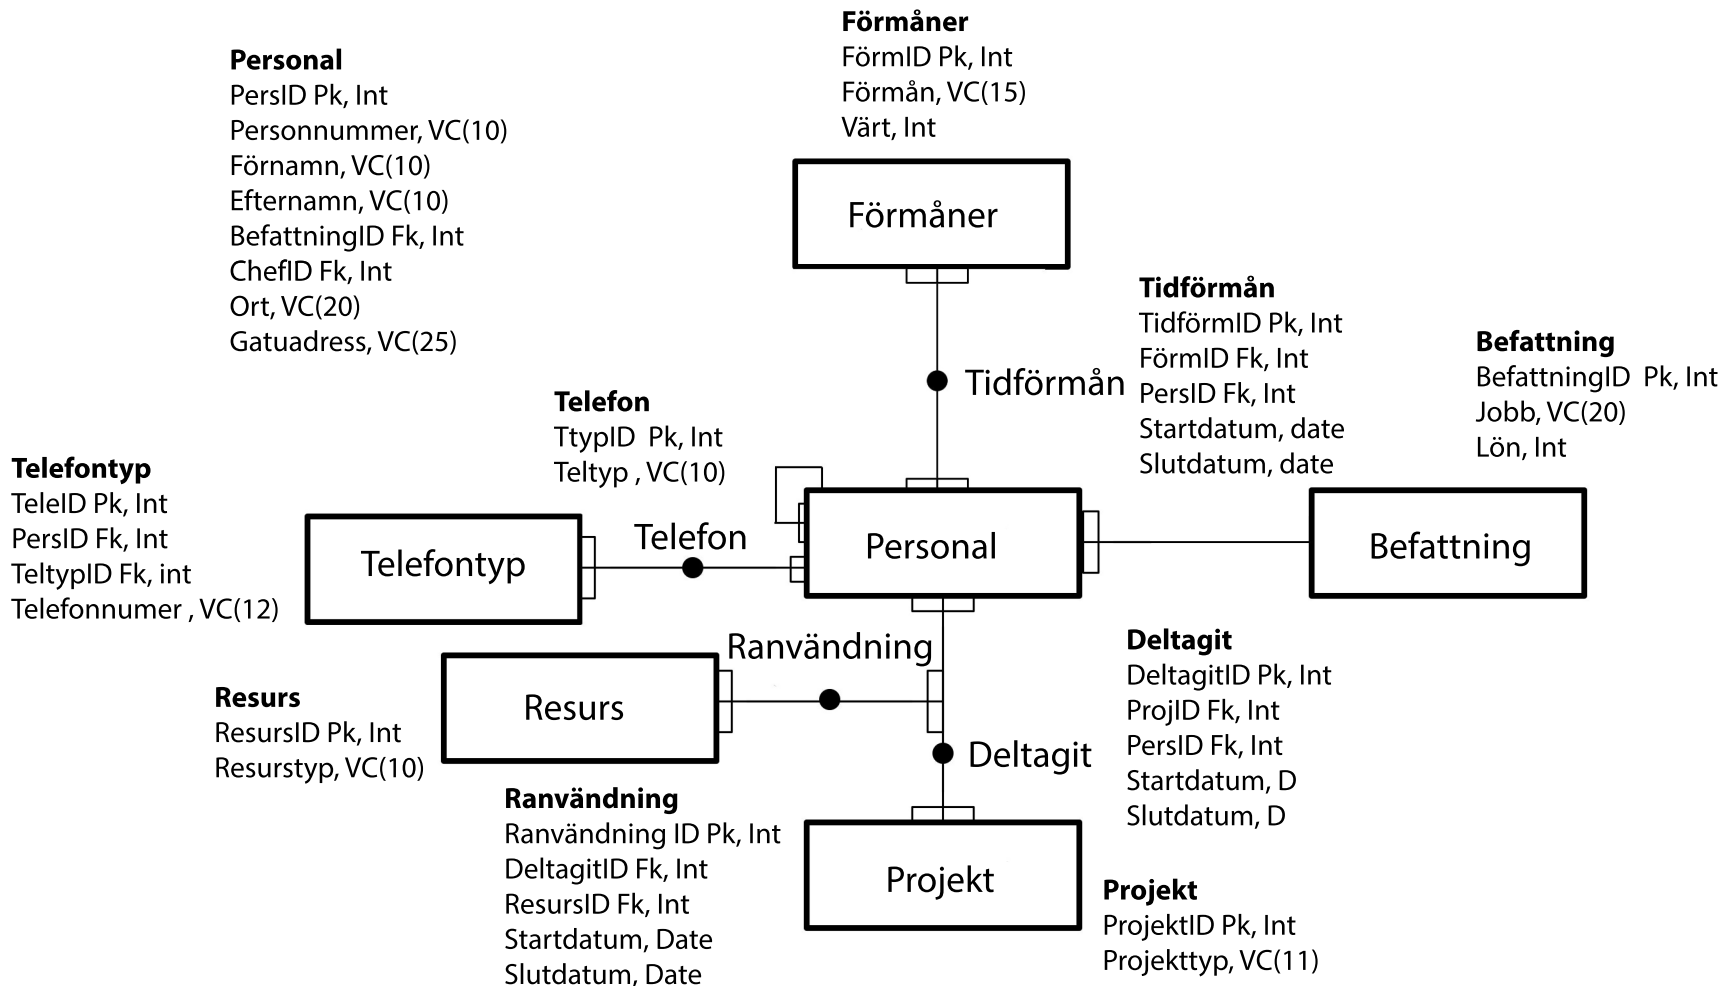 Förmåner
FörmID Pk, Int
Förmån, VC(15)
Värt, Int
Personal
PersID Pk, Int
Personnummer, VC(10)
Förnamn, VC(10)
Efternamn, VC(10)
BefattningID Fk, Int
ChefID Fk, Int
Ort, VC(20)
Gatuadress, VC(25)
Förmåner
Tidförmån
TidförmID Pk, Int
FörmID Fk, Int
PersID Fk, Int
Startdatum, date
Slutdatum, date
Tidförmån
Befattning
BefattningID  Pk, Int
Jobb, VC(20)
Lön, Int
Telefon
TtypID  Pk, Int
Teltyp , VC(10)
Telefontyp
TeleID Pk, Int
PersID Fk, Int
TeltypID Fk, int
Telefonnumer , VC(12)
Telefontyp
Telefon
Personal
Befattning
Ranvändning
Resurs
Resurs
ResursID Pk, Int
Resurstyp, VC(10)
Deltagit
DeltagitID Pk, Int
ProjID Fk, Int
PersID Fk, Int
Startdatum, D
Slutdatum, D
Deltagit
Ranvändning
Ranvändning ID Pk, Int
DeltagitID Fk, Int
ResursID Fk, Int
Startdatum, Date
Slutdatum, Date
Projekt
Projekt
ProjektID Pk, Int
Projekttyp, VC(11)